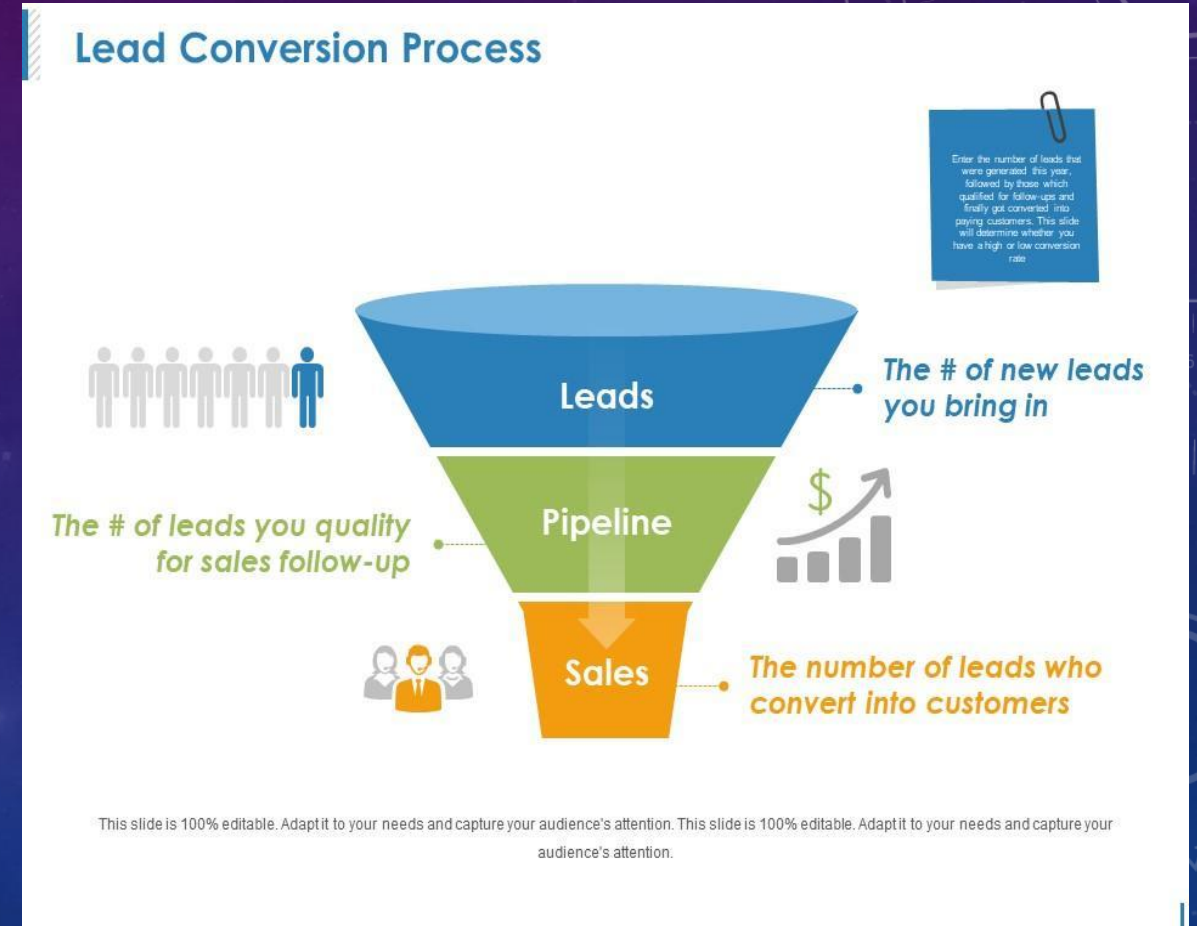 Lead Conversion Process
Enter the number of leads that
were generated this year,
followed by those which
qualified for follow-ups and
finally got converted into
paying customers. This slide
will determine whether you
have a high or low conversion
rate
Leads
The # of new leads
you bring in
$
The # of leads you quality
for sales follow-up
Pipeline
Sales
The number of leads who
convert into customers
This slide is 100% editable. Adapt it to your needs and capture your audience's attention. This slide is 100% editable. Adapt it to your needs and capture your
audience's attention.